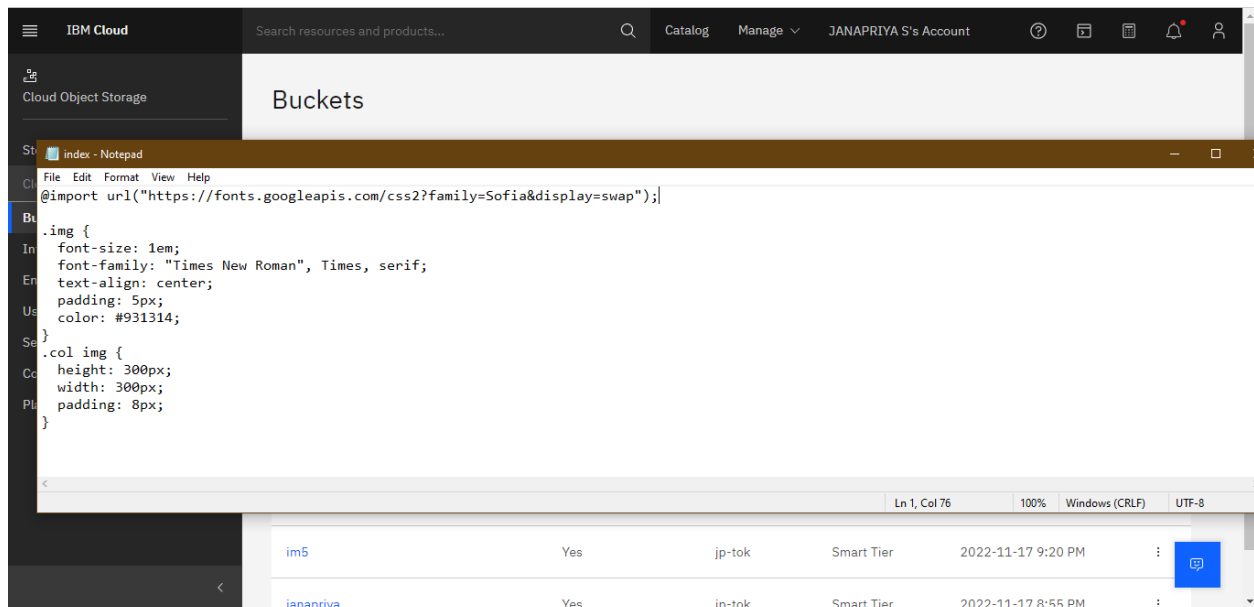 IBM Cloud
Search resources and products...
Catalog
Manage
JANAPRIYA S's Account
Cloud Object Storage
Buckets
index - Notepad
File Edit Format View Help
@import url("https://fonts.googleapis.com/css2?family=Sofia&display=swap");
.img {
font-size: 1em;
font-family: "Times New Roman", Times, serif;
text-align: center;
padding: 5px;
color: #931314;
}
.col img {
height: 300px;
width: 300px;
padding: 8px;
}
Ln 1, Col 76
100%
Windows (CRLF)
UTF-8
im5 Yes jp-tok Smart Tier 2022-11-17 9:20 PM
janapriya Yes jp-tok Smart Tier 2022-11-17 8:55 PM